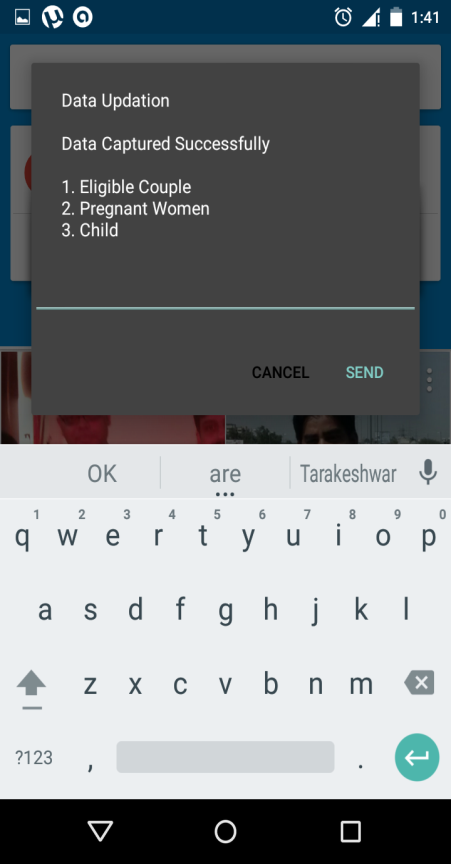 1:41
Data Updation
Data Captured Successfully
1. Eligible Couple
2. Pregnant Women
3. Child
CANCEL SEND
OK are Tarakeshwar
1 2 3 4 5 6 7 8 9 0
q w e r t y u i o p
a s d f g h j k l
z x c v b n m
?123 , .